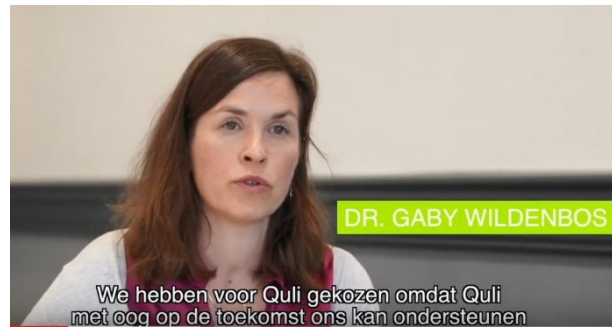 DR. GABY WILDENBOS
We hebben voor Quli gekozen omdat Quli
met oog op de toekomst ons kan ondersteunen